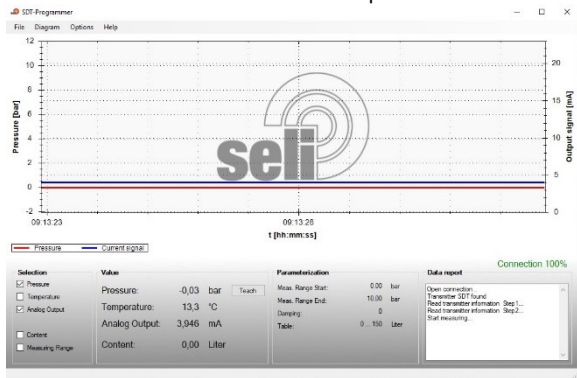 SDT-Programmer
File Diagram Options Help
12
10
8
6
4
2
0
-2
Pressure [bar]
20
15
10
5
0
Output signal [mA]
seli
09:13:23
09:13:28
t [hh:mm:ss]
Pressure Current signal
Connection 100%
Selection
Pressure
Temperature
Analog Output
Content
Measuring Range
Value
Pressure: -0,03 bar Teach
Temperature: 13,3 °C
Analog Output: 3,946 mA
Content: 0,00 Liter
Parameterization
Meas. Range Start: 0.00 bar
Meas. Range End: 10.00 bar
Damping: 0
Table: 0 ... 150 Liter
Data report
Open connection...
Transmitter SDT found
Read transmitter information Step1...
Read transmitter information Step2...
Start measuring...